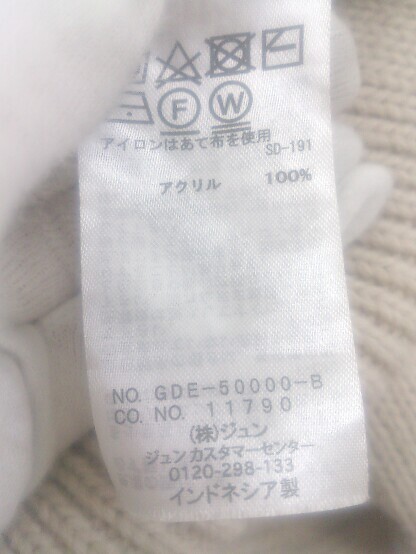 F W
アイロンはあて布を使用
SD-191
アクリル 100%
NO. GDE-50000-B
CO. NO. 11790
(株)ジュン
ジュンカスタマーセンター
0120-298-133
インドネシア製